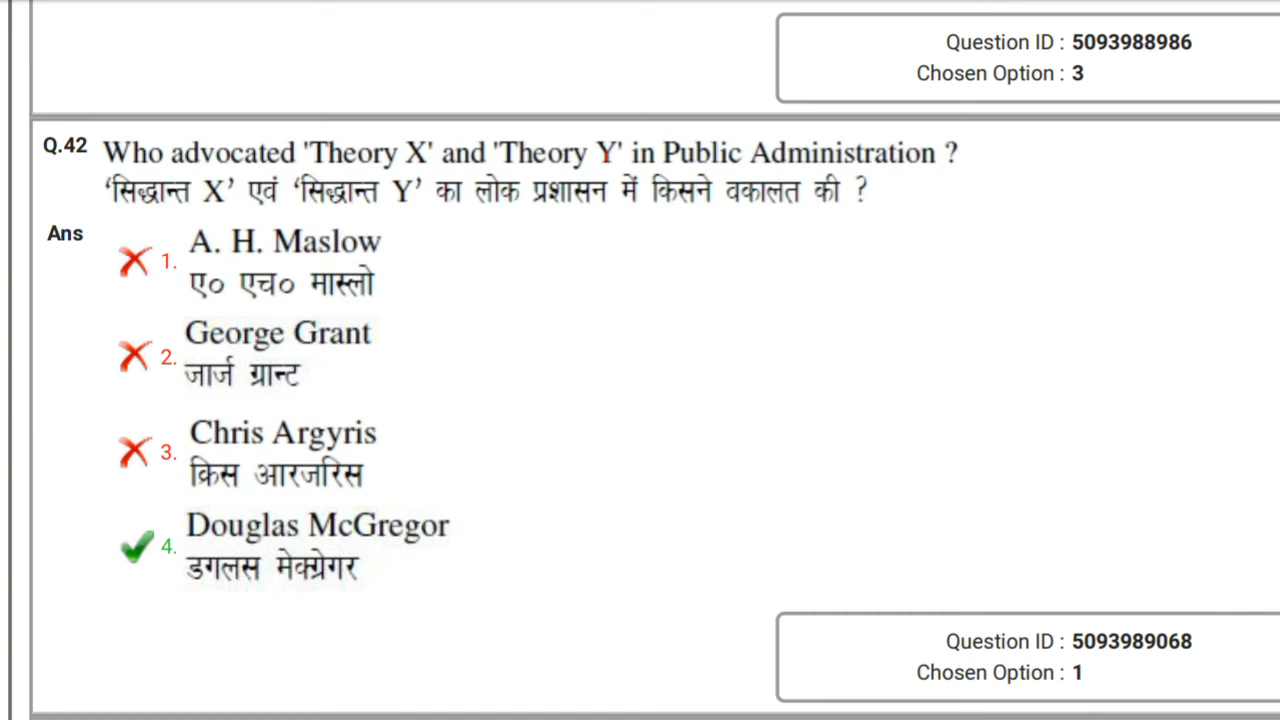 Question ID : 5093988986
Chosen Option : 3
Q.42 Who advocated 'Theory X' and 'Theory Y' in Public Administration ?
‘सिद्धान्त X’ एवं ‘सिद्धान्त Y’ का लोक प्रशासन में किसने वकालत की ?
Ans
1. A. H. Maslow
ए० एच० मास्लो
2. George Grant
जार्ज ग्रान्ट
3. Chris Argyris
क्रिस आरजरिस
4. Douglas McGregor
डगलस मेक्ग्रेगर
Question ID : 5093989068
Chosen Option : 1